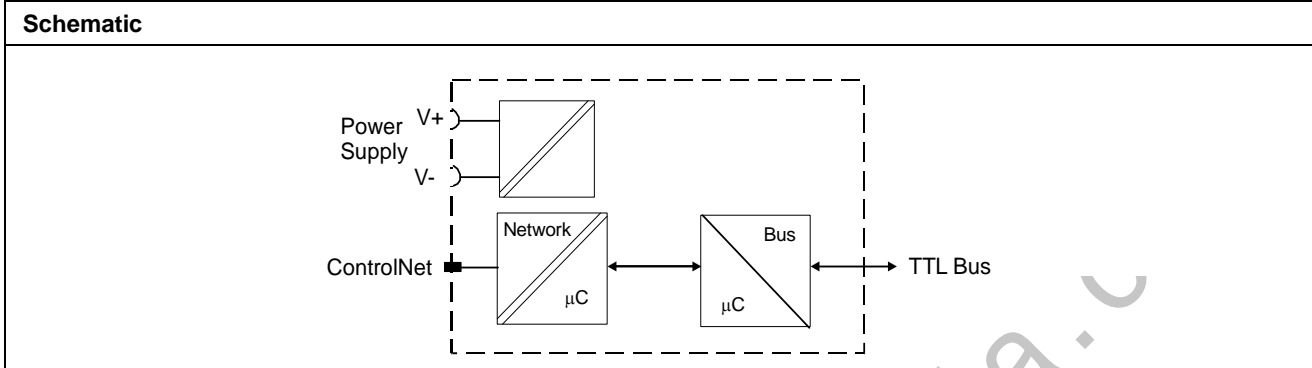 Schematic
Power
Supply
V+
V-
Network
μC
Bus
μC
ControlNet
TTL Bus